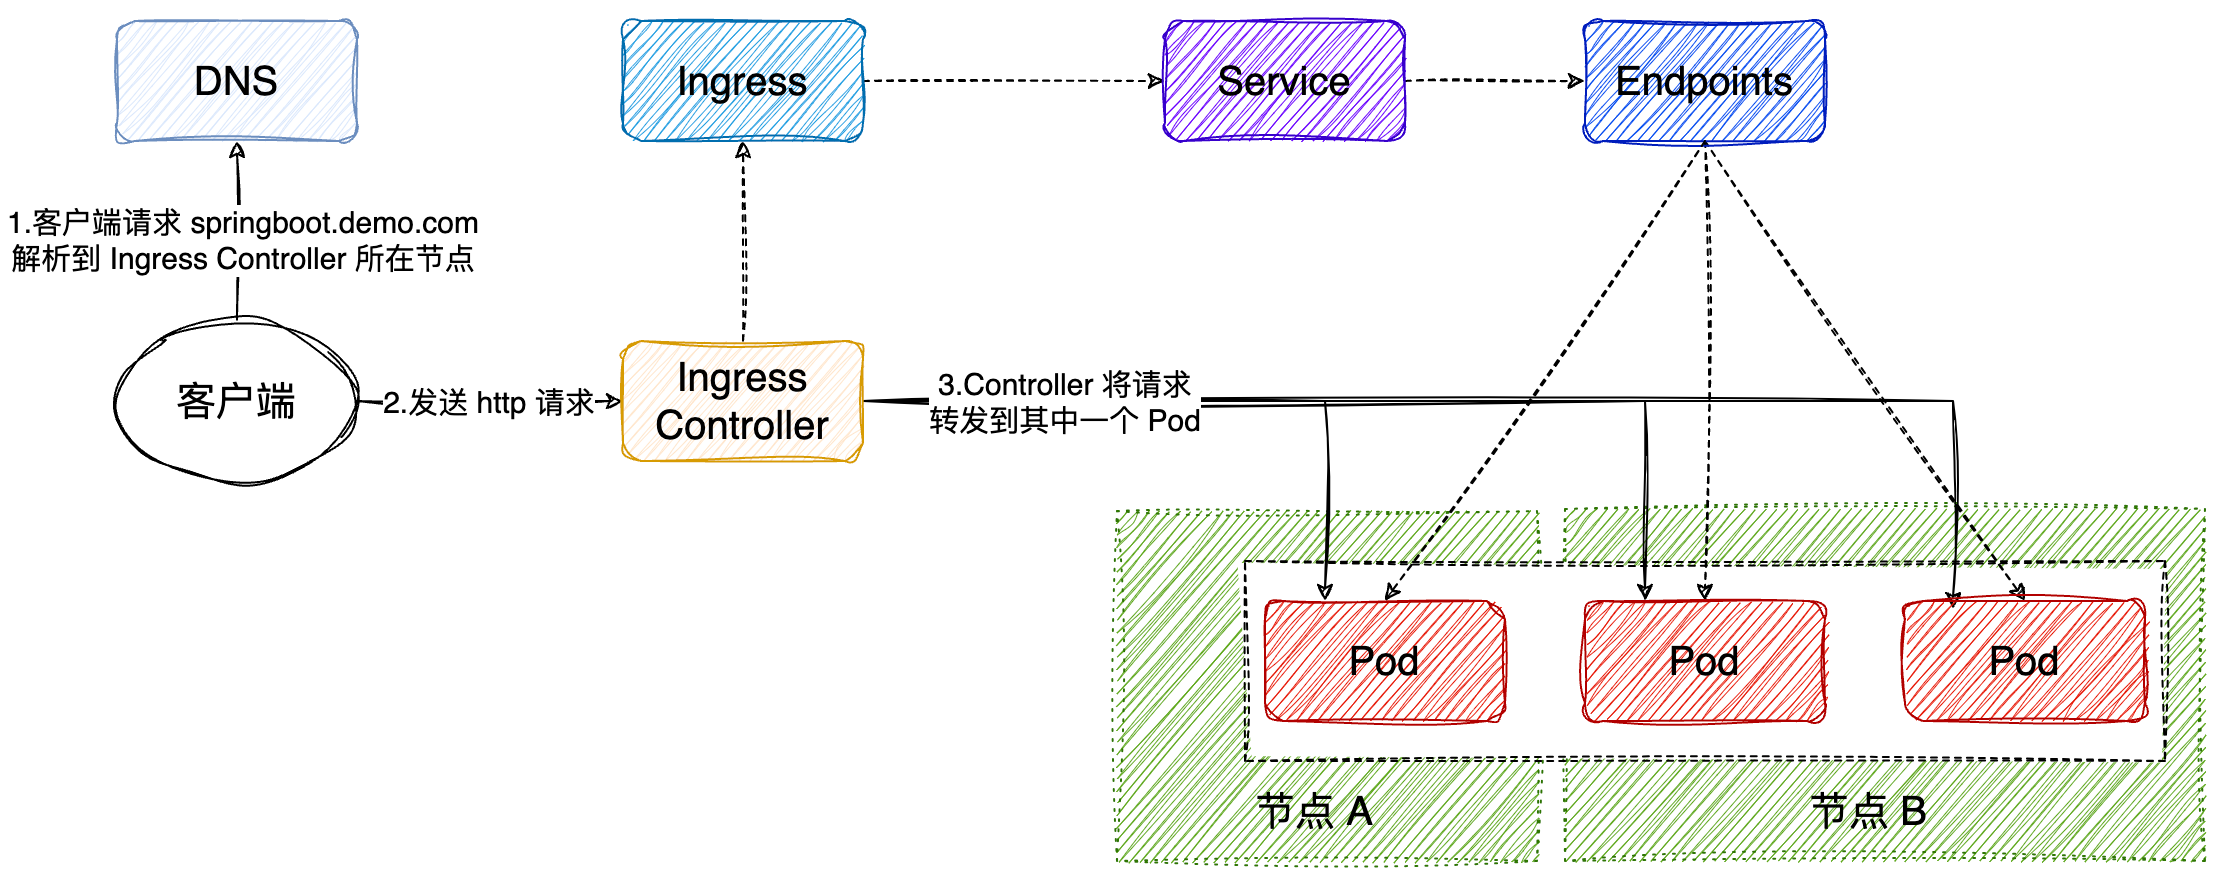 DNS
Ingress
Service
Endpoints
1.客户端请求 springboot.demo.com
解析到 Ingress Controller 所在节点
客户端
2.发送 http 请求
Ingress
Controller
3.Controller 将请求
转发到其中一个 Pod
Pod
Pod
Pod
节点 A
节点 B